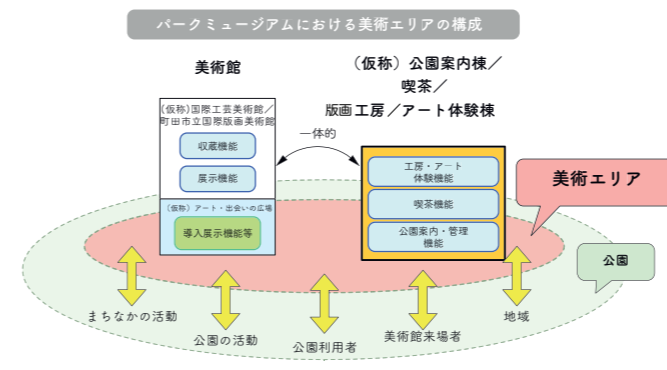 パークミュージアムにおける美術エリアの構成
美術館
(仮称)国際工芸美術館／
町田市立国際版画美術館
収蔵機能
展示機能
(仮称) アート・出会いの広場
導入展示機能等
一体的
（仮称）公園案内棟／
喫茶／
版画工房／アート体験棟
工房・アート
体験機能
喫茶機能
公園案内・管理
機能
美術エリア
公園
まちなかの活動
公園の活動
公園利用者
美術館来場者
地域